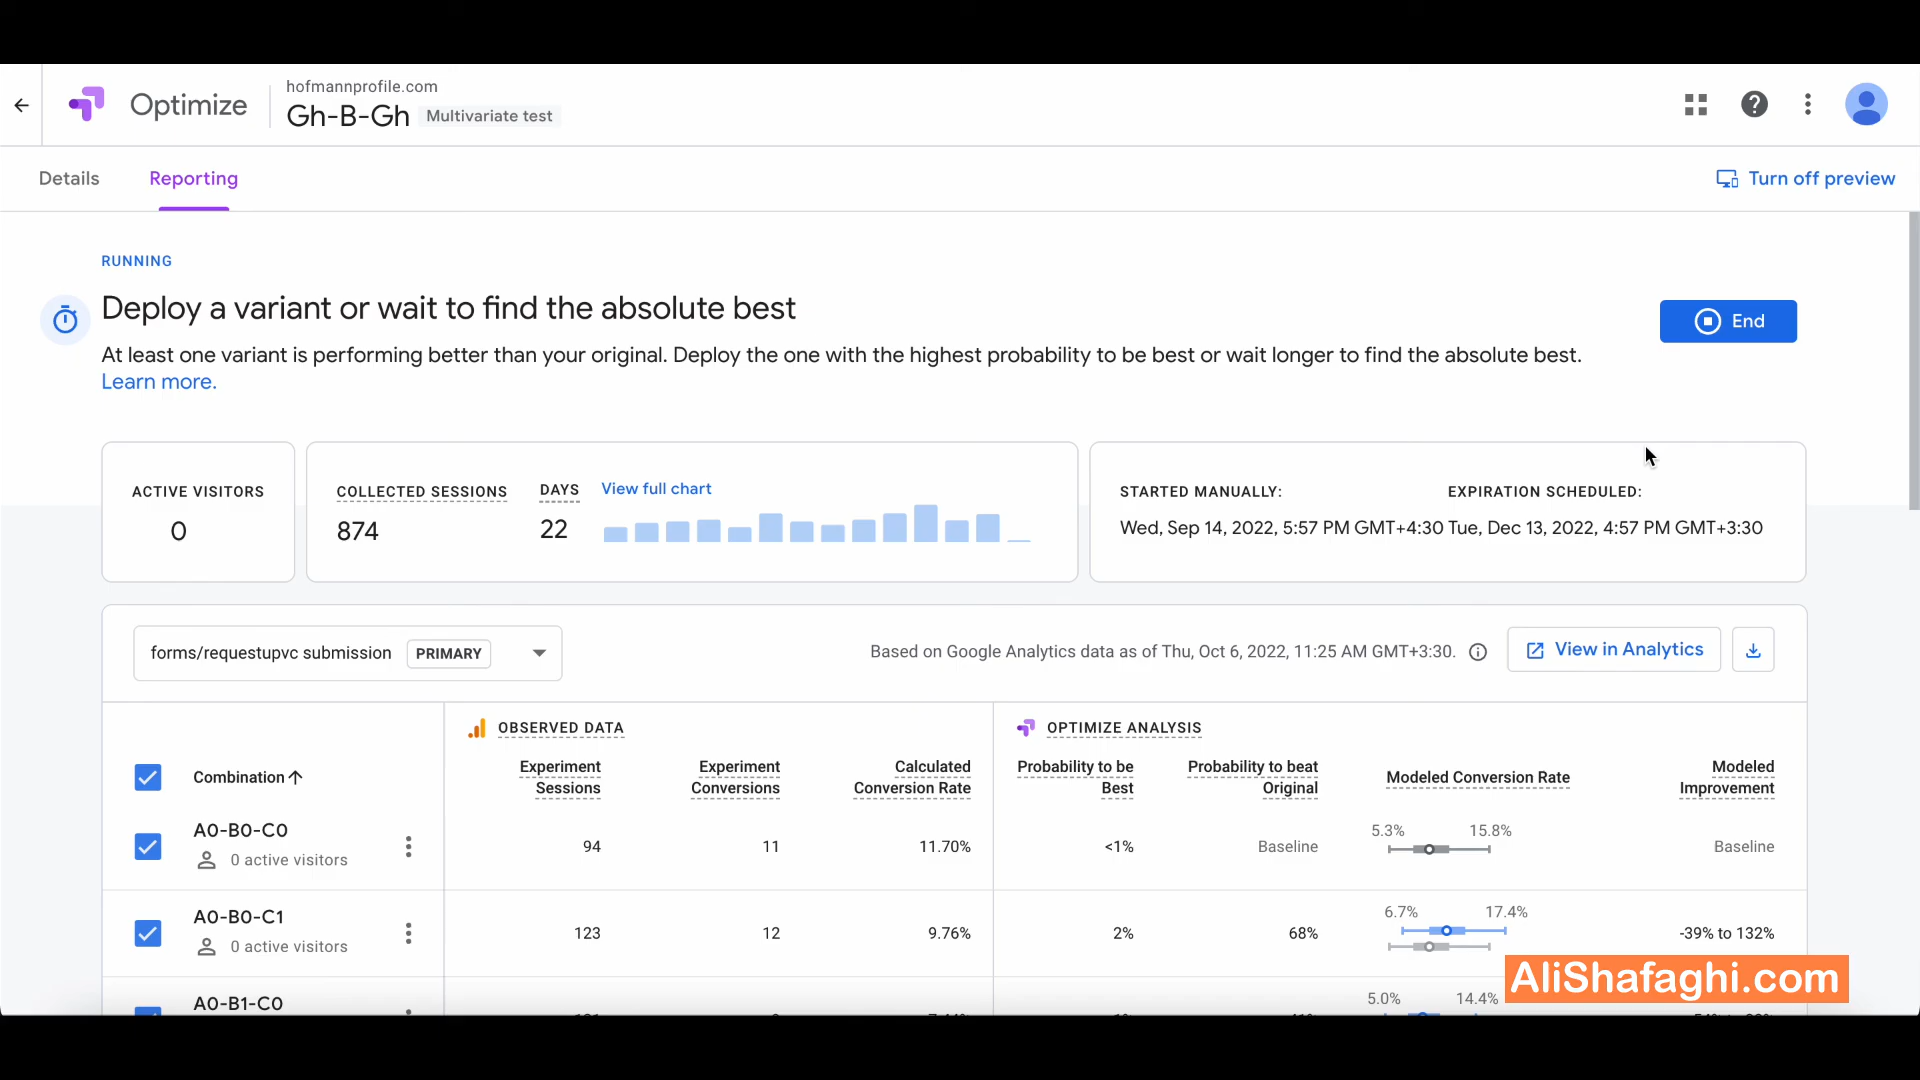 hofmannprofile.com
Optimize
Gh-B-Gh Multivariate test
Details Reporting Turn off preview
RUNNING
Deploy a variant or wait to find the absolute best
End
At least one variant is performing better than your original. Deploy the one with the highest probability to be best or wait longer to find the absolute best.
Learn more.
ACTIVE VISITORS
0
COLLECTED SESSIONS DAYS View full chart
874 22
STARTED MANUALLY: EXPIRATION SCHEDULED:
Wed, Sep 14, 2022, 5:57 PM GMT+4:30 Tue, Dec 13, 2022, 4:57 PM GMT+3:30
forms/requestupvc submission PRIMARY
Based on Google Analytics data as of Thu, Oct 6, 2022, 11:25 AM GMT+3:30. View in Analytics
OBSERVED DATA OPTIMIZE ANALYSIS
Combination Experiment Sessions Experiment Conversions Calculated Conversion Rate Probability to be Best Probability to beat Original Modeled Conversion Rate Modeled Improvement
A0-B0-C0 5.3% 15.8%
0 active visitors 94 11 11.70% <1% Baseline Baseline
A0-B0-C1 6.7% 17.4%
0 active visitors 123 12 9.76% 2% 68% -39% to 132%
A0-B1-C0 5.0% 14.4%
AliShafaghi.com